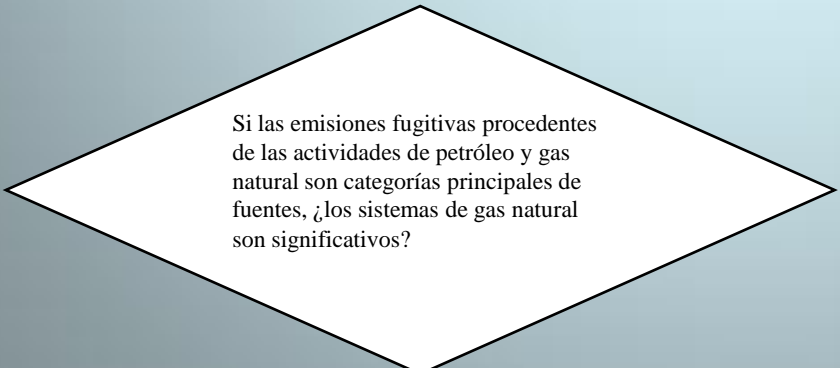 Si las emisiones fugitivas procedentes
de las actividades de petróleo y gas
natural son categorías principales de
fuentes, ¿los sistemas de gas natural
son significativos?